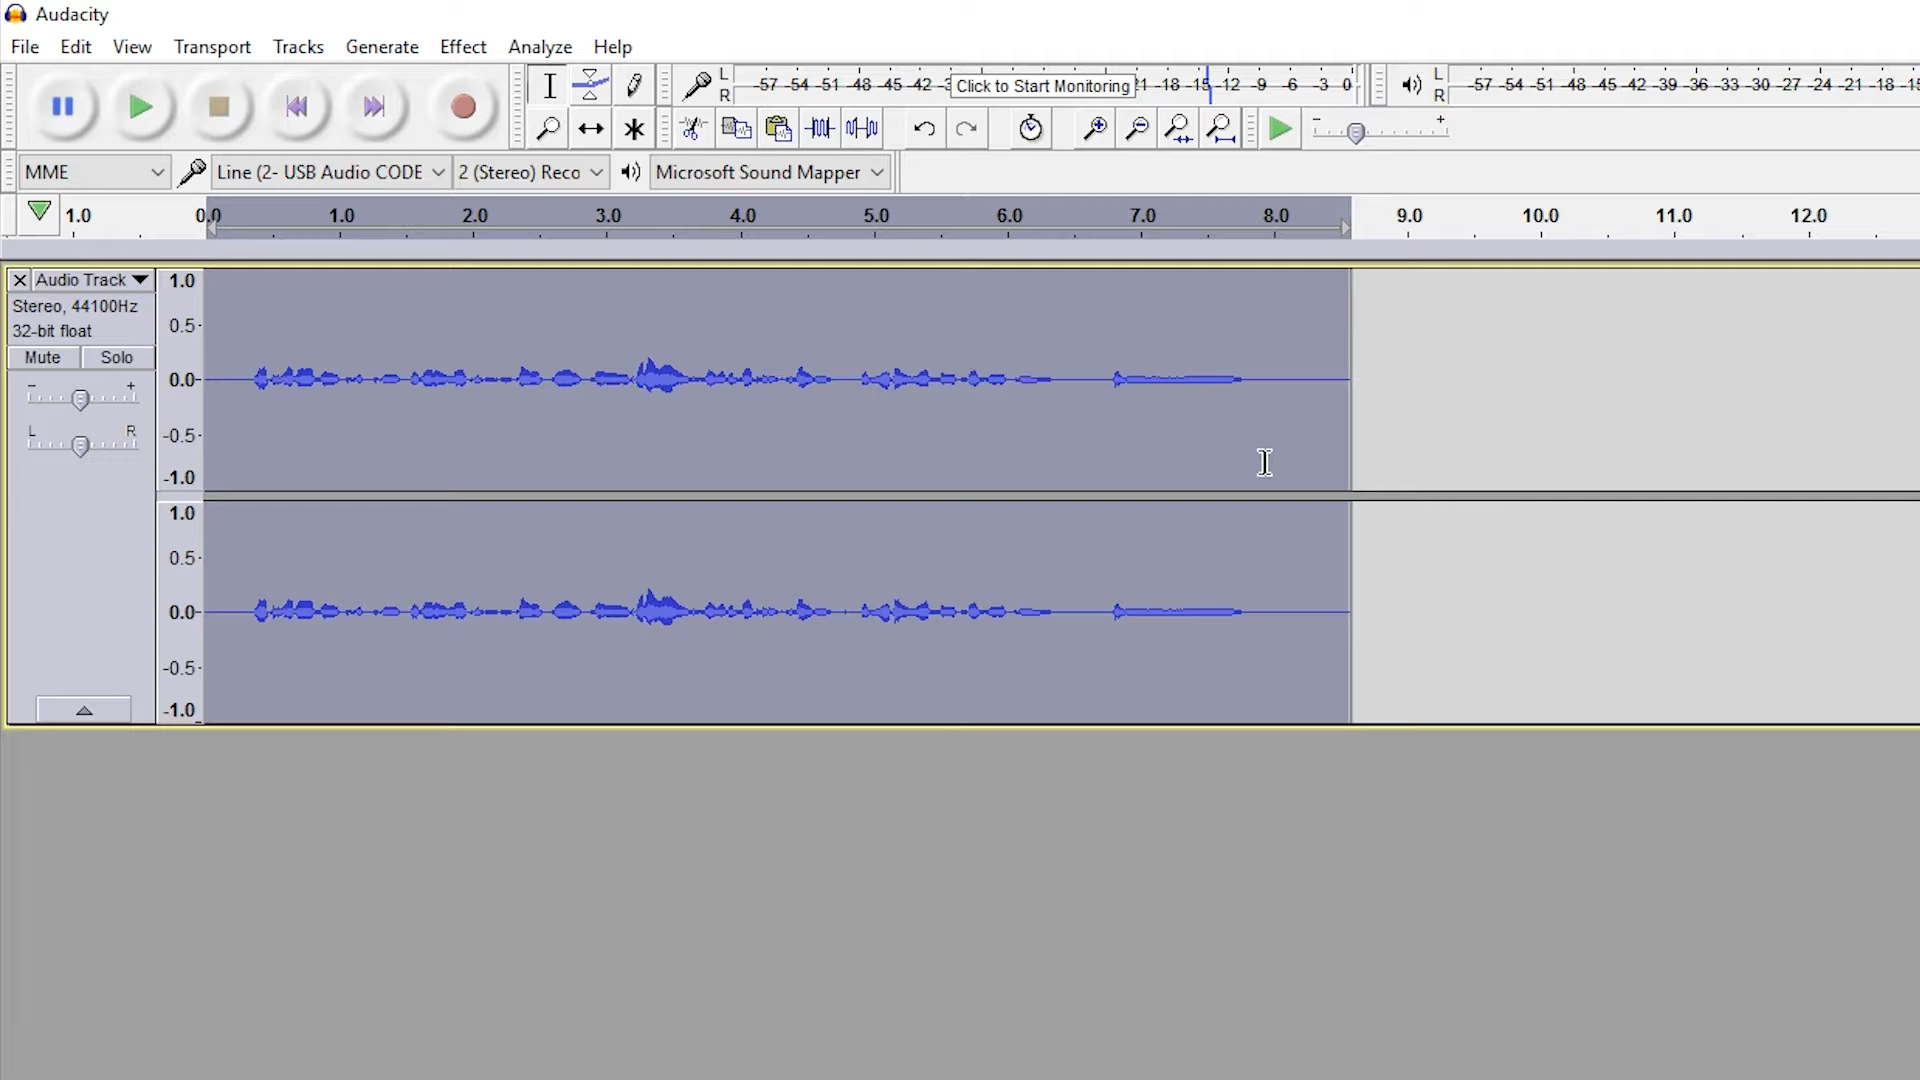 Audacity
File Edit View Transport Tracks Generate Effect Analyze Help
L -57 -54 -51 -48 -45 -42 Click to Start Monitoring -18 -15 -12 -9 -6 -3 0 L -57 -54 -51 -48 -45 -42 -39 -36 -33 -30 -27 -24 -21 -18
R R
- +
MME Line (2- USB Audio CODE 2 (Stereo) Reco Microsoft Sound Mapper
1.0 0.0 1.0 2.0 3.0 4.0 5.0 6.0 7.0 8.0 9.0 10.0 11.0 12.0
Audio Track 1.0
Stereo, 44100Hz
0.5
32-bit float
Mute Solo
0.0
- +
L R
-0.5
-1.0
1.0
0.5
0.0
-0.5
-1.0